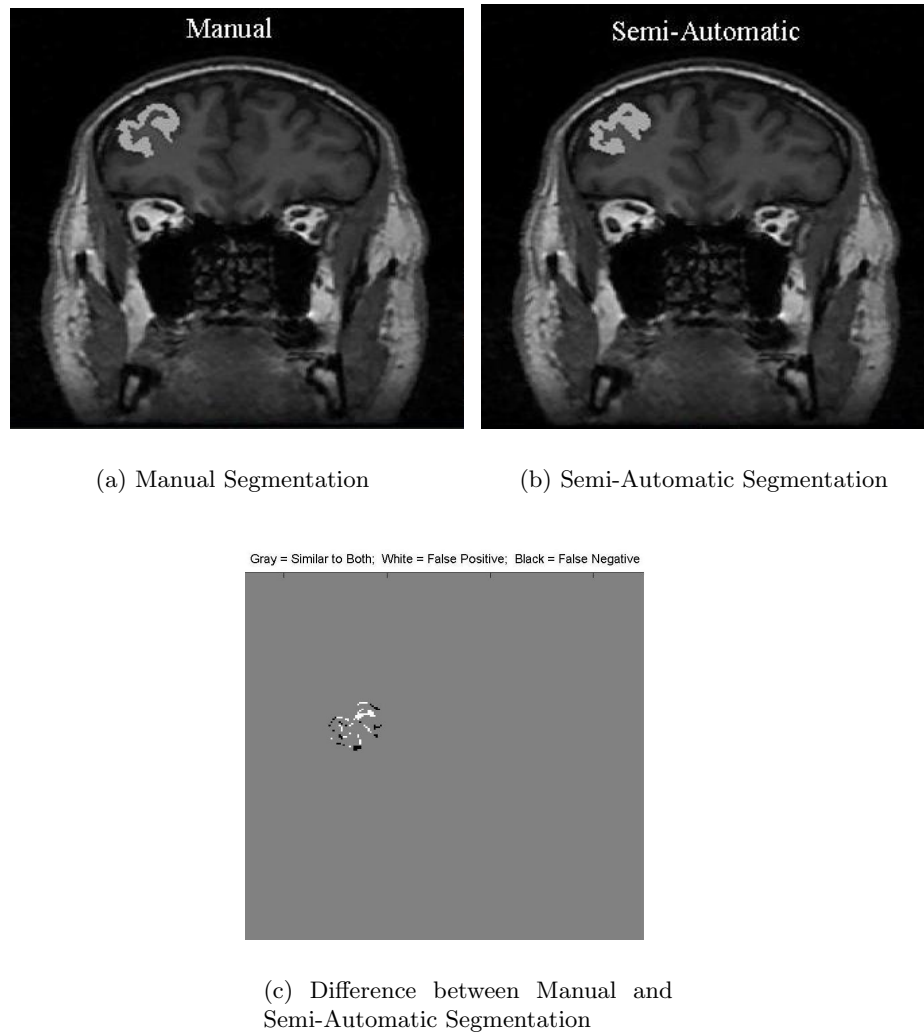 Manual
Semi-Automatic
(a) Manual Segmentation
(b) Semi-Automatic Segmentation
Gray = Similar to Both;  White = False Positive;  Black = False Negative
(c) Difference between Manual and
Semi-Automatic Segmentation